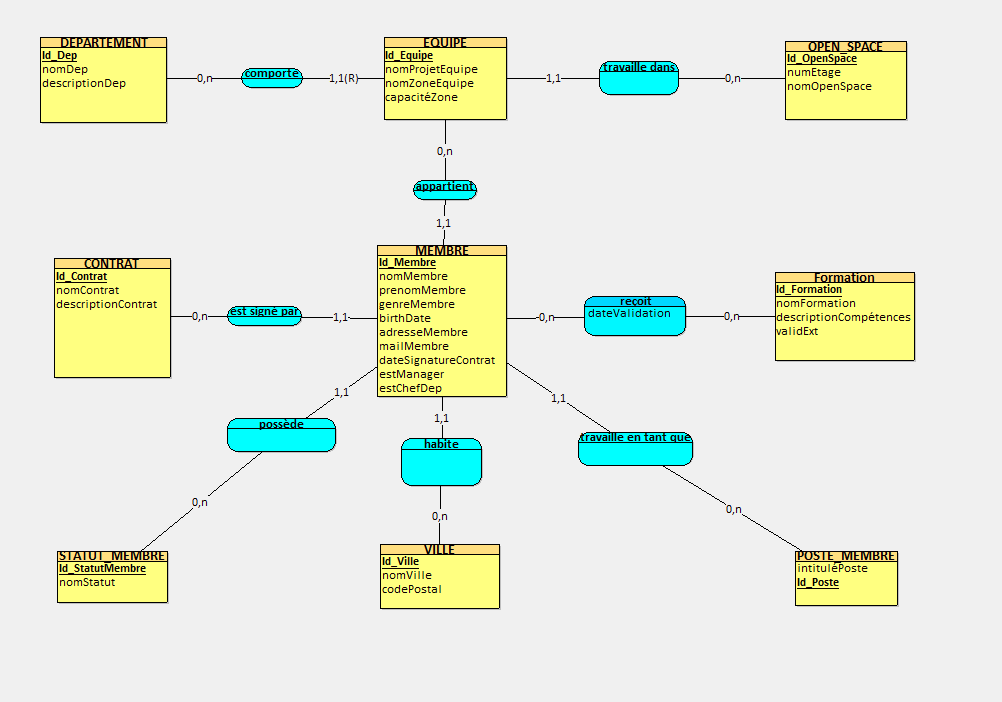 DEPARTEMENT
Id_Dep
nomDep
descriptionDep
0,n
comporte
1,1(R)
EQUIPE
Id_Equipe
nomProjetEquipe
nomZoneEquipe
capacitéZone
1,1
travaille dans
0,n
OPEN_SPACE
Id_OpenSpace
numEtage
nomOpenSpace
0,n
appartient
1,1
CONTRAT
Id_Contrat
nomContrat
descriptionContrat
0,n
est signé par
1,1
MEMBRE
Id_Membre
nomMembre
prenomMembre
genreMembre
birthDate
adresseMembre
mailMembre
dateSignatureContrat
estManager
estChefDep
0,n
reçoit
dateValidation
0,n
Formation
Id_Formation
nomFormation
descriptionCompétences
validExt
1,1
possède
0,n
STATUT_MEMBRE
Id_StatutMembre
nomStatut
1,1
habite
0,n
VILLE
Id_Ville
nomVille
codePostal
1,1
travaille en tant que
0,n
POSTE_MEMBRE
intituléPoste
Id_Poste